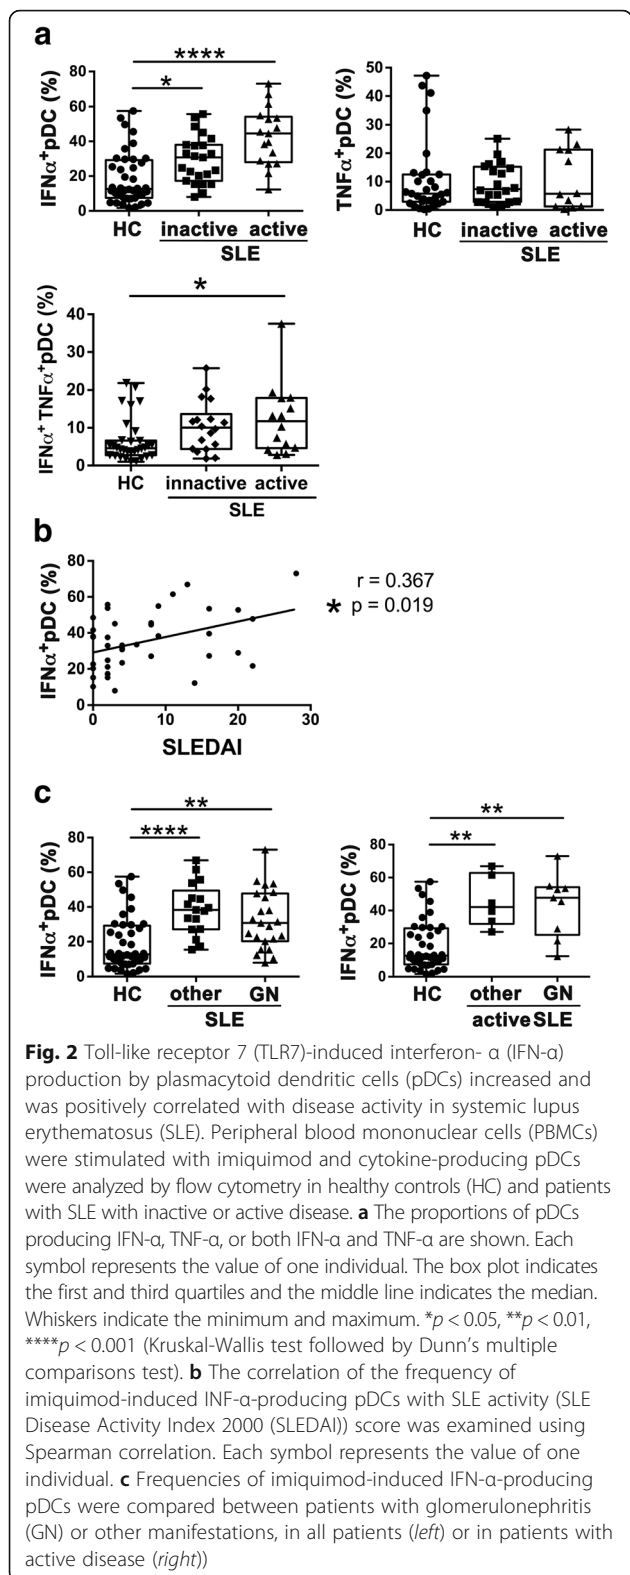 a
****
*
IFNα⁺pDC (%)
80
60
40
20
0
HC
inactive
active
SLE
TNFα⁺pDC (%)
50
40
30
20
10
0
HC
inactive
active
SLE
*
IFNα⁺ TNFα⁺pDC (%)
40
30
20
10
0
HC
innactive
active
SLE
b
IFNα⁺pDC (%)
80
60
40
20
0
0
10
20
30
SLEDAI
r = 0.367
* p = 0.019
c
**
****
IFNα⁺pDC (%)
80
60
40
20
0
HC
other
GN
SLE
**
**
IFNα⁺pDC (%)
80
60
40
20
0
HC
other
GN
active SLE
Fig. 2 Toll-like receptor 7 (TLR7)-induced interferon- α (IFN-α)
production by plasmacytoid dendritic cells (pDCs) increased and
was positively correlated with disease activity in systemic lupus
erythematosus (SLE). Peripheral blood mononuclear cells (PBMCs)
were stimulated with imiquimod and cytokine-producing pDCs
were analyzed by flow cytometry in healthy controls (HC) and patients
with SLE with inactive or active disease. a The proportions of pDCs
producing IFN-α, TNF-α, or both IFN-α and TNF-α are shown. Each
symbol represents the value of one individual. The box plot indicates
the first and third quartiles and the middle line indicates the median.
Whiskers indicate the minimum and maximum. *p < 0.05, **p < 0.01,
****p < 0.001 (Kruskal-Wallis test followed by Dunn's multiple
comparisons test). b The correlation of the frequency of
imiquimod-induced INF-α-producing pDCs with SLE activity (SLE
Disease Activity Index 2000 (SLEDAI)) score was examined using
Spearman correlation. Each symbol represents the value of one
individual. c Frequencies of imiquimod-induced IFN-α-producing
pDCs were compared between patients with glomerulonephritis
(GN) or other manifestations, in all patients (left) or in patients with
active disease (right))